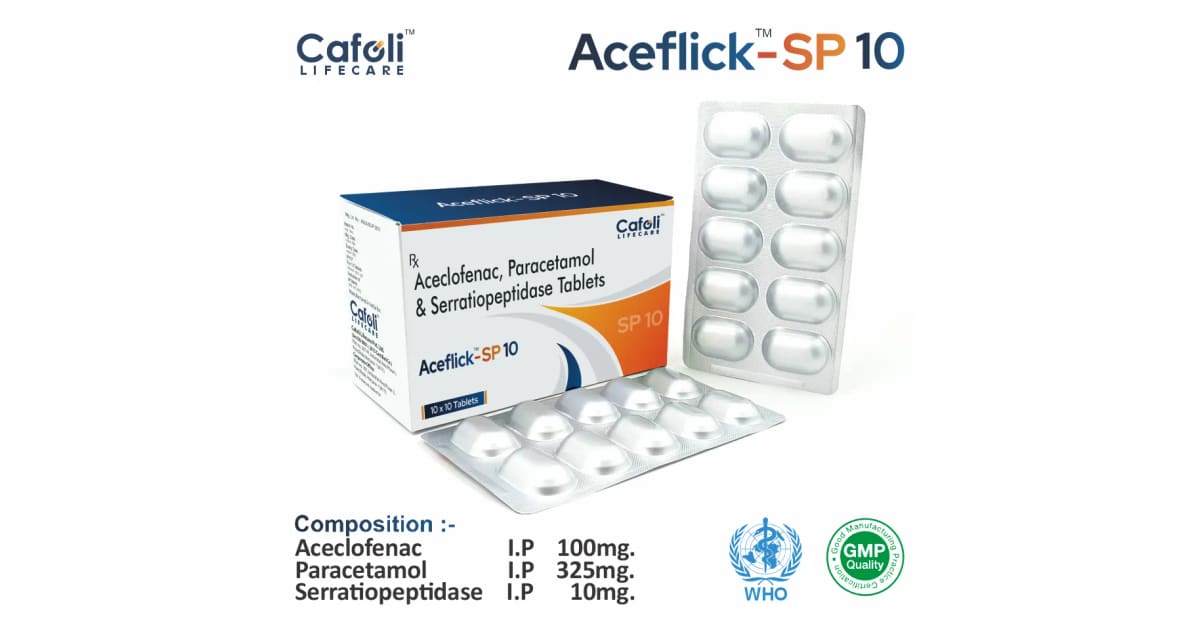 Cafoli™
LIFECARE
Aceflick™-SP 10
Aceflick-SP 10
Cafoli™
LIFECARE
Rx
Aceclofenac, Paracetamol
& Serratiopeptidase Tablets
SP 10
Aceflick™-SP 10
10 x 10 Tablets
Cafoli
LIFECARE
Composition :-
Aceclofenac I.P 100mg.
Paracetamol I.P 325mg.
Serratiopeptidase I.P 10mg.
WHO
Good Manufacturing Practice Certification
GMP
Quality